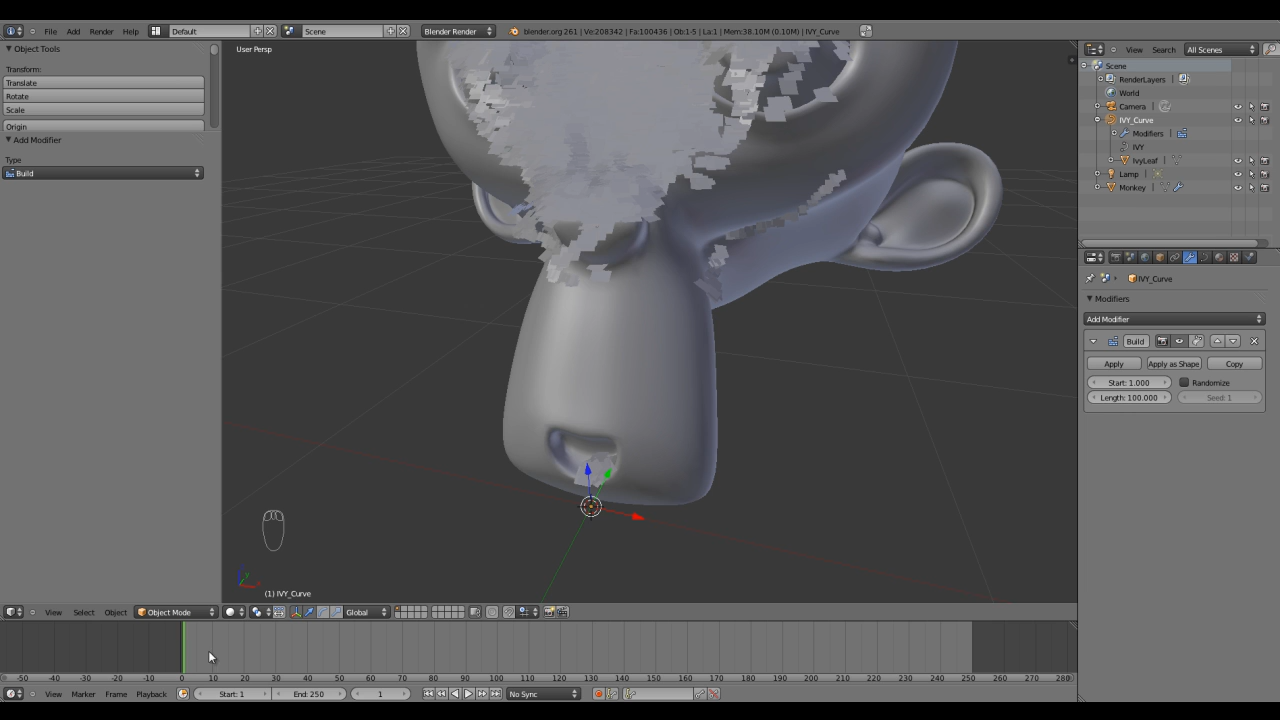 File Add Render Help Default Scene Blender Render blender.org 261 | Ve:208342 | Fa:100436 | Ob:1-5 | La:1 | Mem:38.10M (0.10M) | IVY_Curve
Object Tools
Transform:
Translate
Rotate
Scale
Origin
Add Modifier
Type
Build
User Persp
(1) IVY_Curve
View Search All Scenes
Scene
RenderLayers
World
Camera
IVY_Curve
Modifiers
IVY
IvyLeaf
Lamp
Monkey
IVY_Curve
Modifiers
Add Modifier
Build
Apply Apply as Shape Copy
Start: 1.000 Randomize
Length: 100.000 Seed: 1
View Select Object Object Mode Global
-50 -40 -30 -20 -10 0 10 20 30 40 50 60 70 80 90 100 110 120 130 140 150 160 170 180 190 200 210 220 230 240 250 260 270 280
View Marker Frame Playback Start: 1 End: 250 1 No Sync